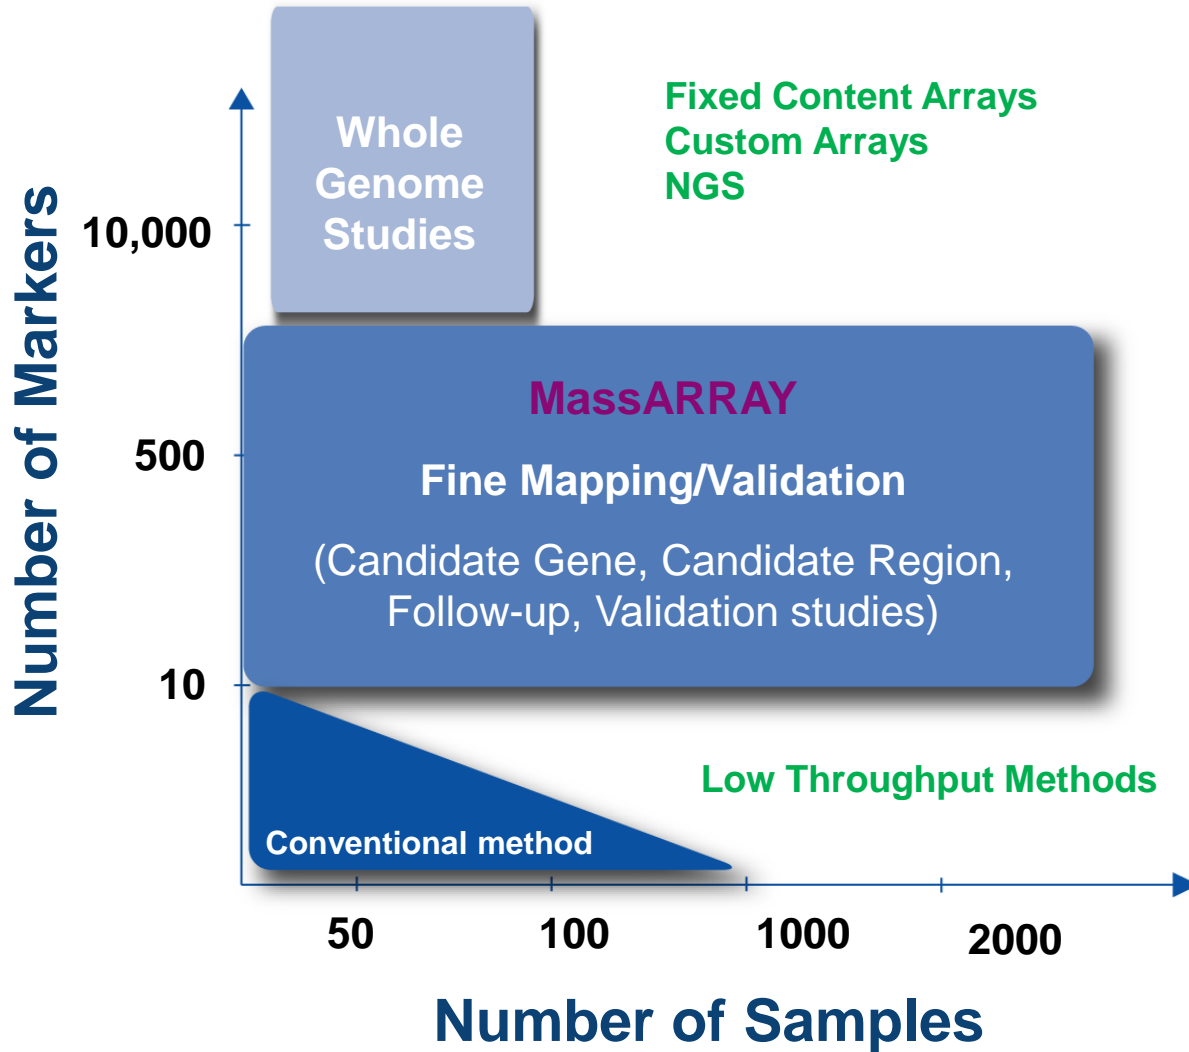 Whole
Genome
Studies
Fixed Content Arrays
Custom Arrays
NGS
Number of Markers
10,000
500
10
MassARRAY
Fine Mapping/Validation
(Candidate Gene, Candidate Region,
Follow-up, Validation studies)
Low Throughput Methods
Conventional method
50
100
1000
2000
Number of Samples